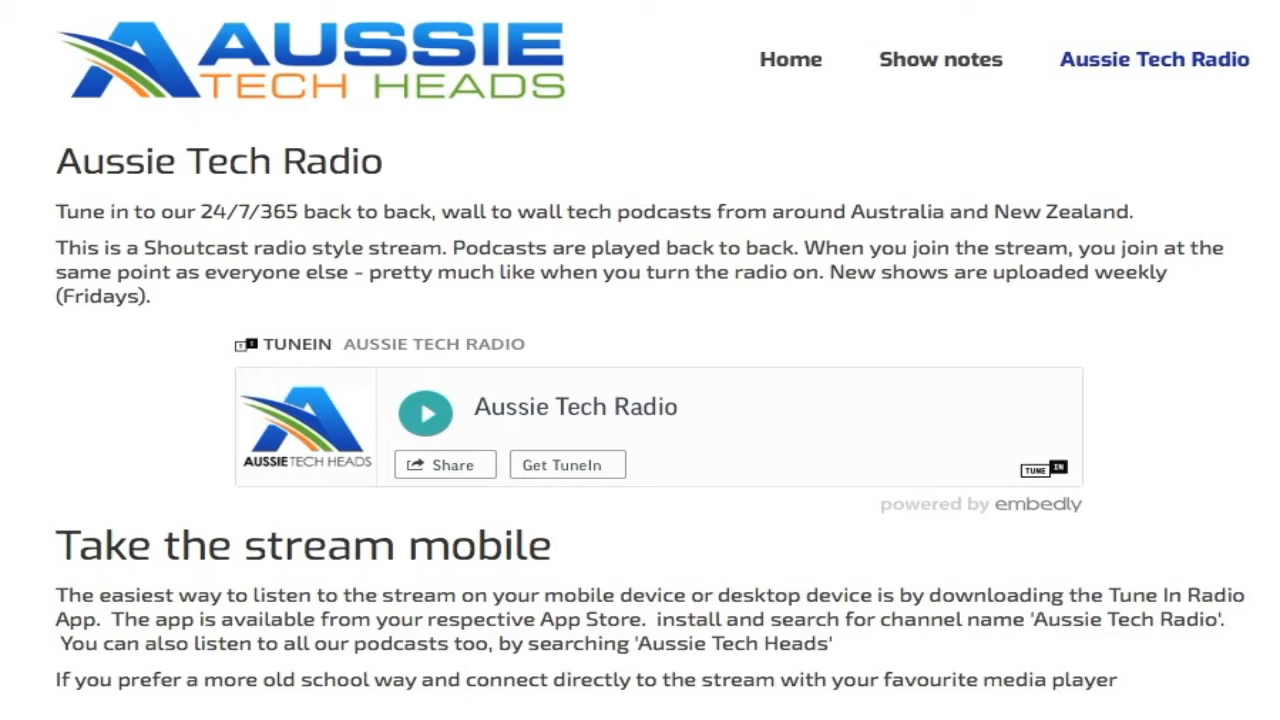 AUSSIE
TECH HEADS
Home Show notes Aussie Tech Radio
Aussie Tech Radio
Tune in to our 24/7/365 back to back, wall to wall tech podcasts from around Australia and New Zealand.
This is a Shoutcast radio style stream. Podcasts are played back to back. When you join the stream, you join at the
same point as everyone else - pretty much like when you turn the radio on. New shows are uploaded weekly
(Fridays).
TUNEIN AUSSIE TECH RADIO
Aussie Tech Radio
AUSSIE TECH HEADS
Share Get TuneIn
TUNE IN
powered by embedly
Take the stream mobile
The easiest way to listen to the stream on your mobile device or desktop device is by downloading the Tune In Radio
App. The app is available from your respective App Store. install and search for channel name 'Aussie Tech Radio'.
You can also listen to all our podcasts too, by searching 'Aussie Tech Heads'
If you prefer a more old school way and connect directly to the stream with your favourite media player